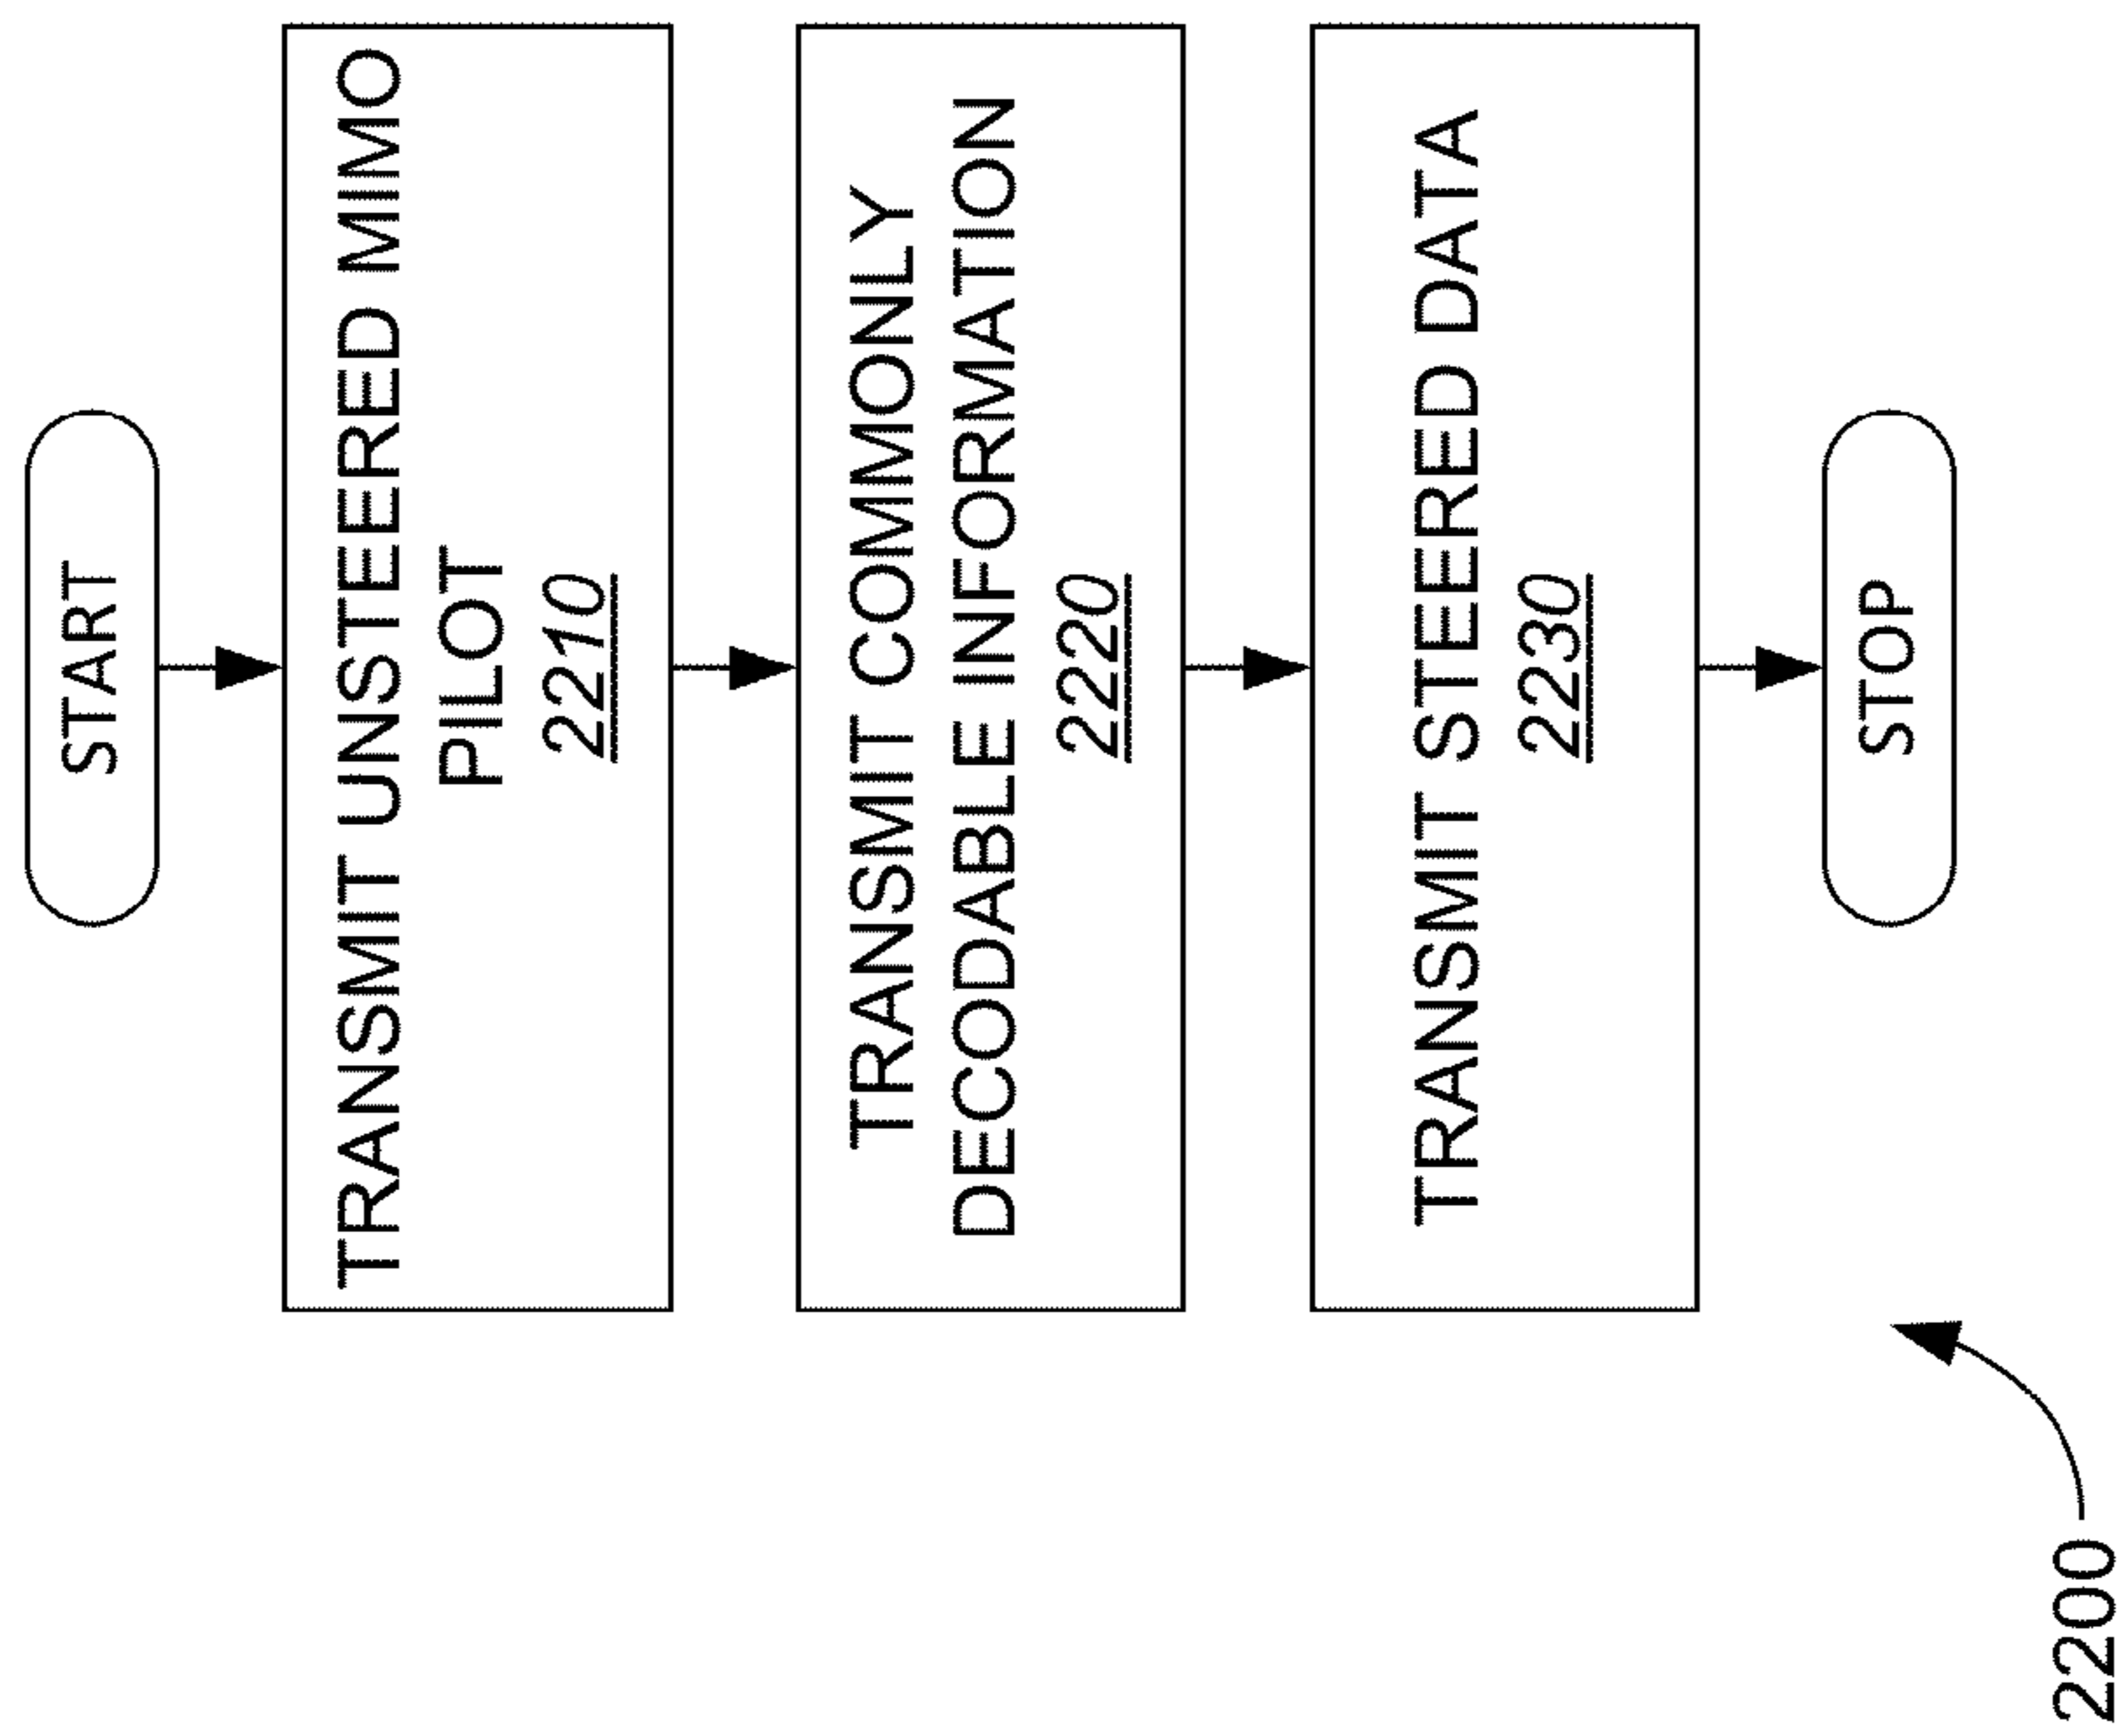 START
TRANSMIT UNSTEERED MIMO
PILOT
2210
TRANSMIT COMMONLY
DECODABLE INFORMATION
2220
TRANSMIT STEERED DATA
2230
STOP
2200